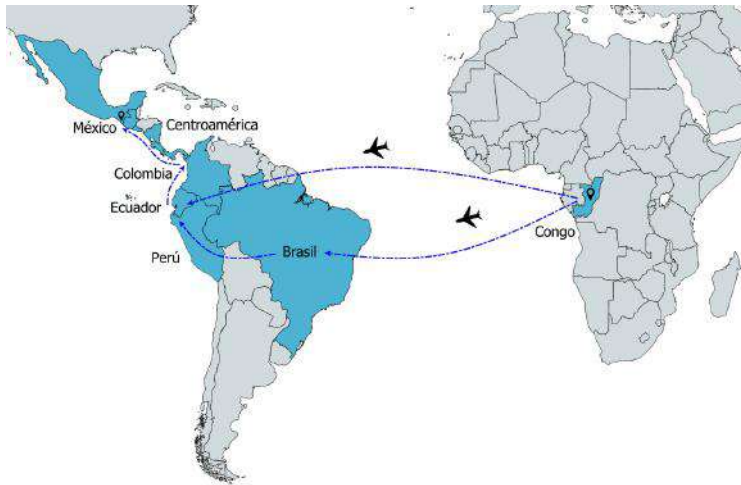 México
Centroamérica
Colombia
Ecuador
Perú
Brasil
Congo